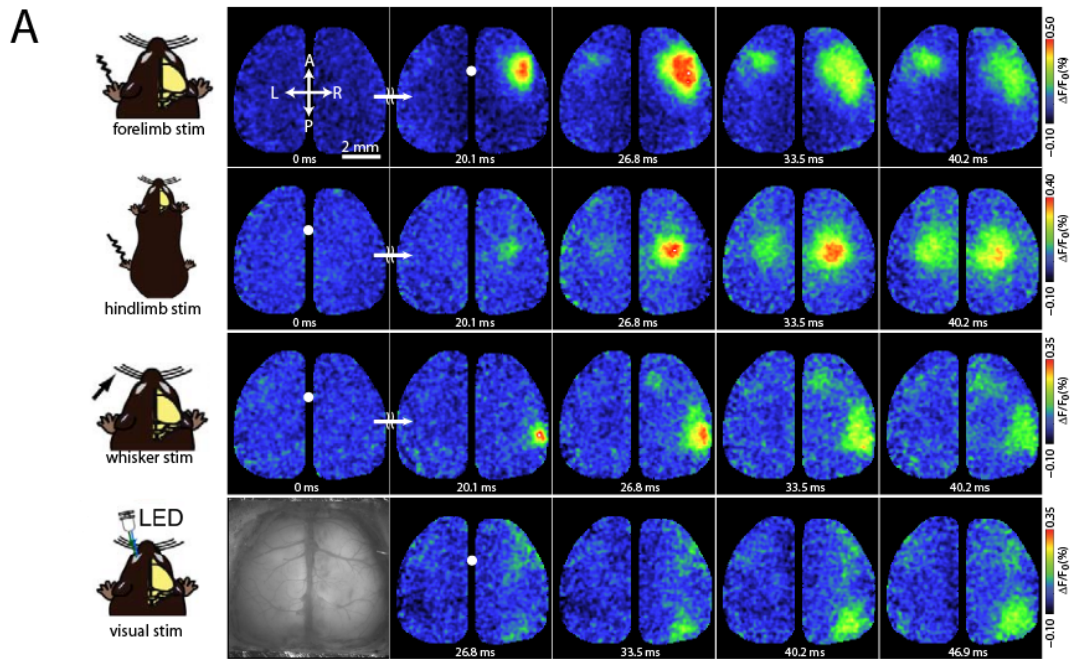 A
forelimb stim
A
L R
P
2 mm
0 ms
20.1 ms
26.8 ms
33.5 ms
40.2 ms
−0.10 ΔF/F0(%) 0.50
hindlimb stim
0 ms
20.1 ms
26.8 ms
33.5 ms
40.2 ms
−0.10 ΔF/F0(%) 0.40
whisker stim
0 ms
20.1 ms
26.8 ms
33.5 ms
40.2 ms
−0.10 ΔF/F0(%) 0.35
LED
visual stim
26.8 ms
33.5 ms
40.2 ms
46.9 ms
−0.10 ΔF/F0(%) 0.35